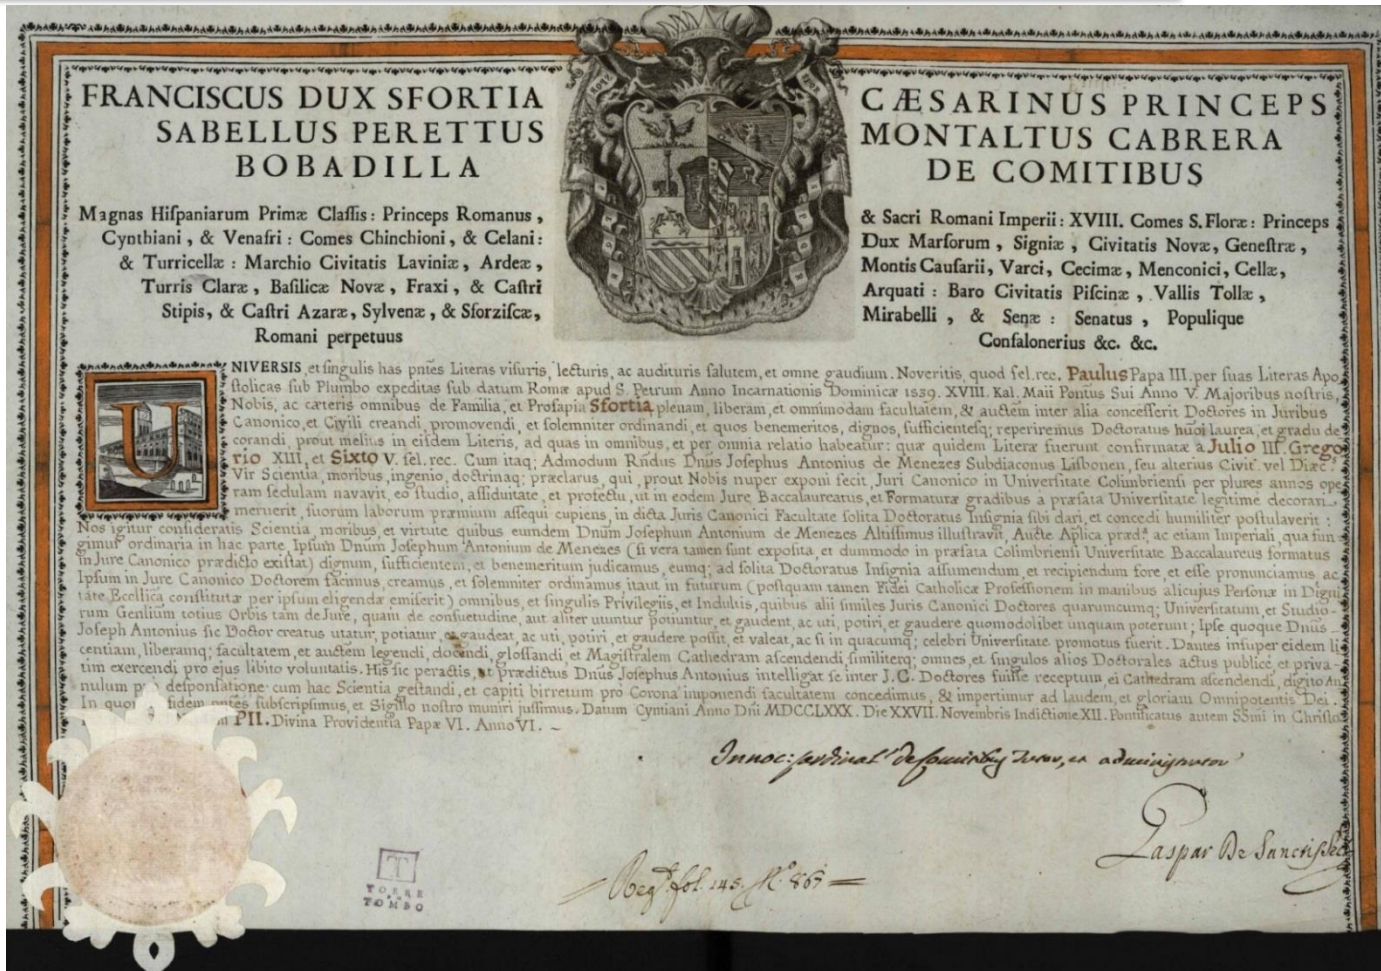 FRANCISCUS DUX SFORTIA
SABELLUS PERETTUS
BOBADILLA
CÆSARINUS PRINCEPS
MONTALTUS CABRERA
DE COMITIBUS
Magnas Hiſpaniarum Primæ Claſſis: Princeps Romanus,
Cynthiani, & Venafri: Comes Chinchioni, & Celani:
& Turricellæ: Marchio Civitatis Laviniæ, Ardeæ,
Turris Claræ, Baſilicæ Novæ, Fraxi, & Caſtri
Stipis, & Caſtri Azaræ, Sylvenæ, & Sforziſcæ,
Romani perpetuus
& Sacri Romani Imperii: XVIII. Comes S. Floræ: Princeps
Dux Marſorum, Signiæ, Civitatis Novæ, Geneſtræ,
Montis Cauſarii, Varci, Cecimæ, Menconici, Cellæ,
Arquati: Baro Civitatis Piſcinæ, Vallis Tollæ,
Mirabelli, & Senæ: Senatus, Populique
Confalonerius &c. &c.
UNIVERSIS, et singulis has pñtes Literas visuris, lecturis, ac audituris salutem, et omne gaudium. Noveritis, quod fel. rec. Paulus Papa III. per suas Literas Apo
stolicas sub Plumbo expeditas sub datum Romæ apud S. Petrum Anno Incarnationis Dominicæ 1539. XVIII. Kal. Maii Pontus Sui Anno V. Majoribus nostris,
Nobis, ac cæteris omnibus de Familia, et Prosapia Sfortia plenam, liberam, et omnimodam facultatem, & auctem inter alia concesserit Doctores in Juribus
Canonico, et Civili creandi, promovendi, et solemniter ordinandi, et quos benemeritos, dignos, sufficientesq; reperiremus Doctoratus hũoi laurea, et gradu de
corandi, prout melius in eisdem Literis, ad quas in omnibus, et per omnia relatio habeatur: quæ quidem Literæ fuerunt confirmatæ a Julio III. Grego
rio XIII, et Sixto V. fel. rec. Cum itaq; Admodum Rñdus Dñus Josephus Antonius de Menezes Subdiaconus Lisbonen, seu alterius Civit. vel Diæc.
Vir Scientia, moribus, ingenio, doctrinaq; præclarus, qui, prout Nobis nuper exponi fecit, Juri Canonico in Universitate Colimbriensi per plures annos ope
ram sedulam navavit, eo studio, assiduitate, et profectu, ut in eodem Jure Baccalaureatus, et Formaturæ gradibus a præfata Universitate legitime decorari
meruerit, suorum laborum præmium assequi cupiens, in dicta Juris Canonici Facultate solita Doctoratus Insignia sibi dari, et concedi humiliter postulaverit:
Nos igitur consideratis Scientia, moribus, et virtute quibus eumdem Dnũm Josephum Antonium de Menezes Altissimus illustravit, Aucte Aplica præd.ª, ac etiam Imperiali, qua fun
gimur ordinaria in hac parte, Ipsum Dnũm Josephum Antonium de Menezes (si vera tamen sunt exposita, et dummodo in præfata Colimbriensi Universitate Baccalaureus formatus
in Jure Canonico prædicto existat) dignum, sufficientem, et benemeritum judicamus, eumq; ad solita Doctoratus Insignia assumendum, et recipiendum fore, et esse pronunciamus, ac
Ipsum in Jure Canonico Doctorem facimus, creamus, et solemniter ordinamus, itaut in futurum (postquam tamen Fidei Catholicæ Professionem in manibus alicujus Personæ in Digni
tate Ecclĩica constitutæ per ipsum eligendæ emiserit) omnibus, et singulis Privilegiis, et Indultis, quibus alii similes Juris Canonici Doctores quarumcumq; Universitatum, et Studio
rum Genlium totius Orbis tam de Jure, quam de consuetudine, aut aliter utuntur potiuntur, et gaudent, ac uti, potiri, et gaudere quomodolibet unquam poterunt; Ipse quoque Dñus
Joseph Antonius sic Doctor creatus utatur, potiatur, et gaudeat, ac uti, potiri, et gaudere possit et valeat, ac si in quacumq; celebri Universitate promotus fuerit. Dantes insuper eidem li
centiam, liberamq; facultatem, et auctem legendi, docendi, glossandi, et Magistralem Cathedram ascendendi, similiterq; omnes, et singulos alios Doctorales actus publice, et priva
tim exercendi pro ejus libito voluntatis. His sic peractis, ut prædictus Dñus Josephus Antonius intelligat se inter J. C. Doctores fuisse receptum, ei Cathedram ascendendi, digito An
nulum pro desponsatione cum hac Scientia gestandi, et capiti birretum pro Corona imponendi facultatem concedimus, & impertimur ad laudem, et gloriam Omnipotentis Dei.
In quorum fidem pñtes subscripsimus, et Sigillo nostro muniri jussimus. Datum Cyntiani Anno Dñi MDCCLXXX. Die XXVII. Novembris Indictione XII. Pontificatus autem SSmi in Christo
PII. Divina Providentia Papæ VI. Anno VI.
Innoc: Cardinal.s de Comitibus Tutor, et administrator
Gaspar De Sanctis Sec
Reg.ª fol. 145. N.º 867
T
TORRE
DO
TOMBO